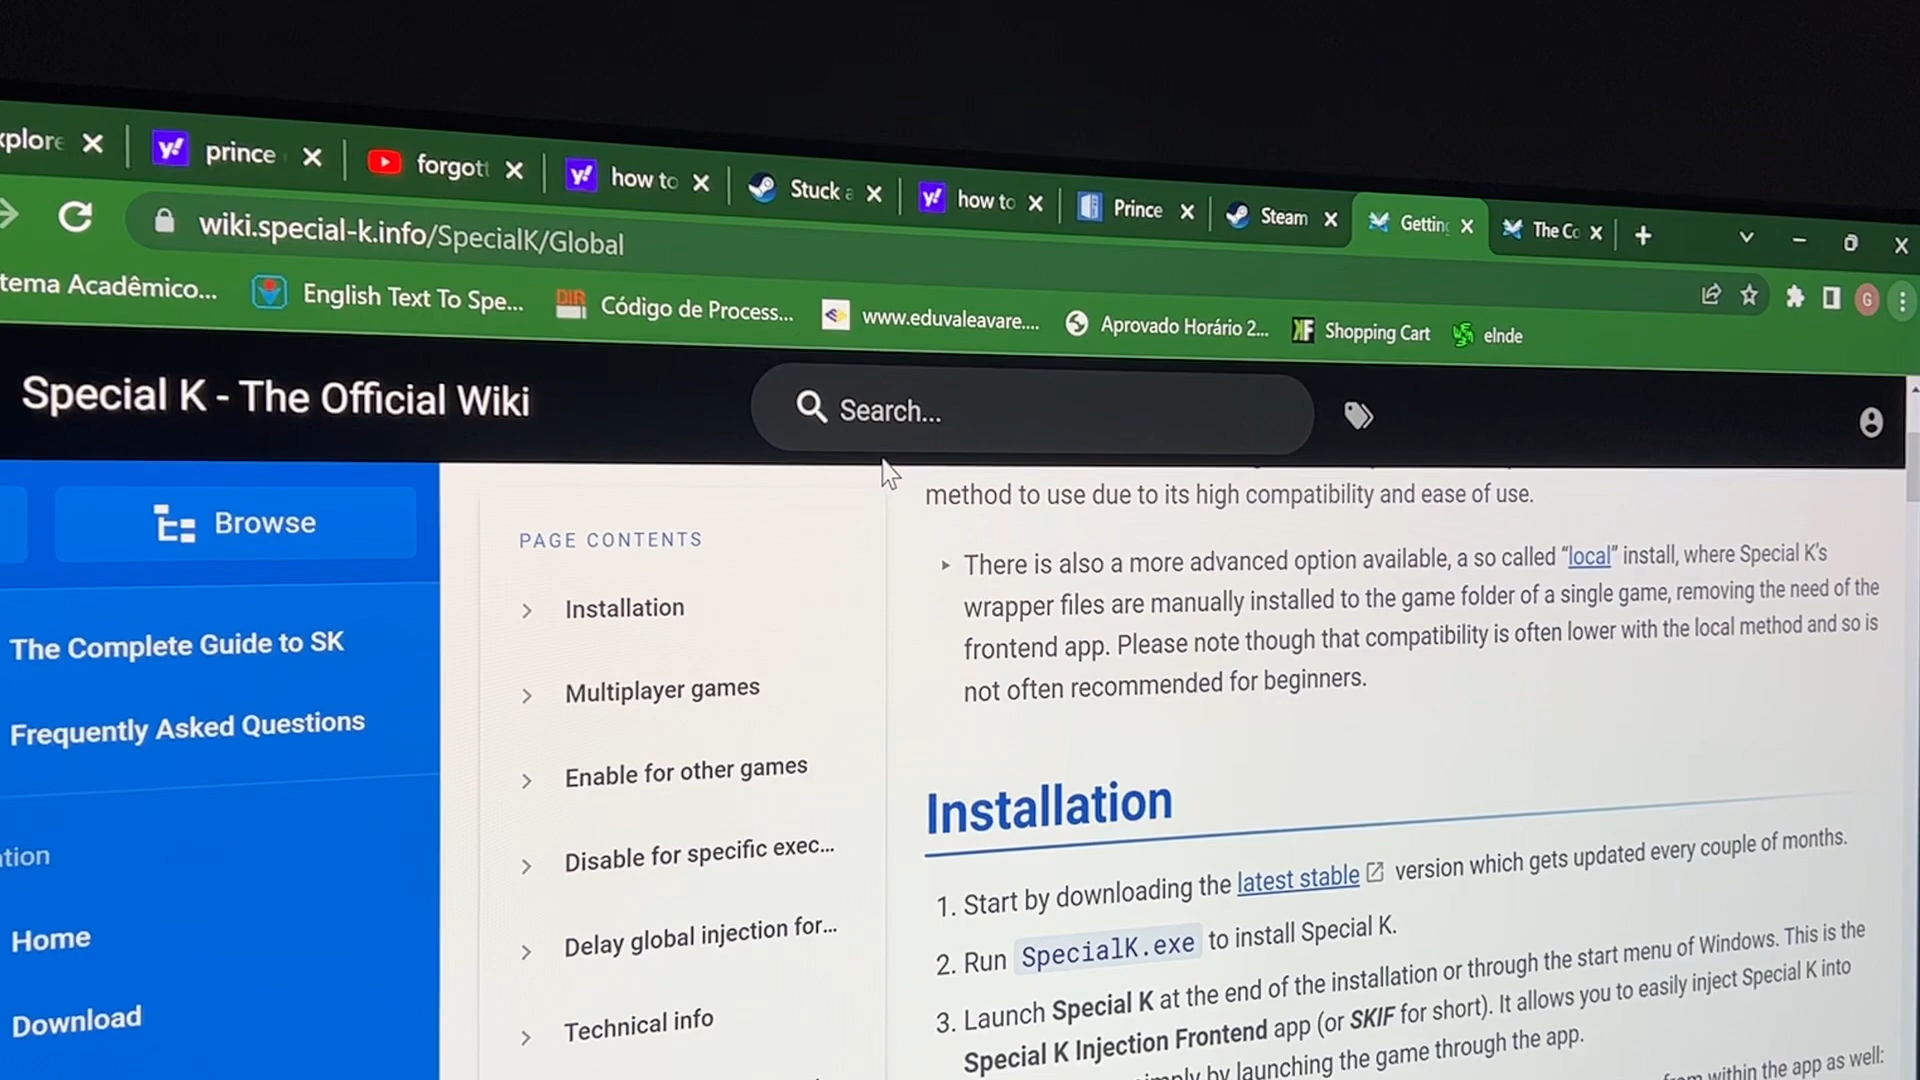 xplore
prince
forgott
how to
Stuck a
how to
Prince
Steam
Getting
The Co
wiki.special-k.info/SpecialK/Global
tema Acadêmico...
English Text To Spe...
DIR
Código de Process...
www.eduvaleavare....
Aprovado Horário 2...
Shopping Cart
elnde
G
Special K - The Official Wiki
Search...
Browse
The Complete Guide to SK
Frequently Asked Questions
ation
Home
Download
PAGE CONTENTS
Installation
Multiplayer games
Enable for other games
Disable for specific exec...
Delay global injection for...
Technical info
method to use due to its high compatibility and ease of use.
There is also a more advanced option available, a so called “local” install, where Special K's
wrapper files are manually installed to the game folder of a single game, removing the need of the
frontend app. Please note though that compatibility is often lower with the local method and so is
not often recommended for beginners.
Installation
1. Start by downloading the latest stable version which gets updated every couple of months.
2. Run SpecialK.exe to install Special K.
3. Launch Special K at the end of the installation or through the start menu of Windows. This is the
Special K Injection Frontend app (or SKIF for short). It allows you to easily inject Special K into
by launching the game through the app.
within the app as well: